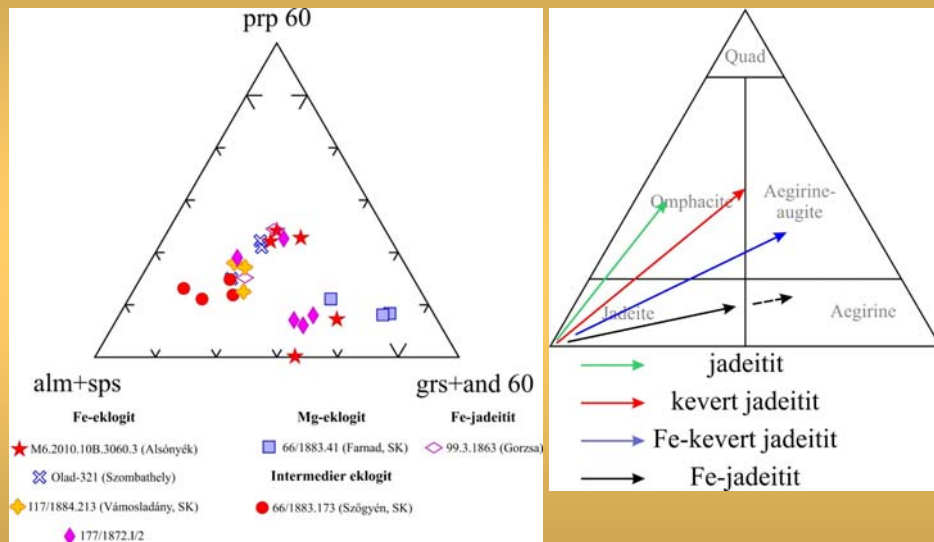 prp 60
alm+sps
grs+and 60
Fe-eklogit
M6.2010.10B.3060.3 (Alsónyék)
Olad-321 (Szombathely)
117/1884.213 (Vámosladány, SK)
177/1872.I/2
Mg-eklogit
66/1883.41 (Farnad, SK)
Intermedier eklogit
66/1883.173 (Szőgyén, SK)
Fe-jadeitit
99.3.1863 (Gorzsa)
Quad
Omphacite
Aegirine-
augite
Jadeite
Aegirine
jadeitit
kevert jadeitit
Fe-kevert jadeitit
Fe-jadeitit